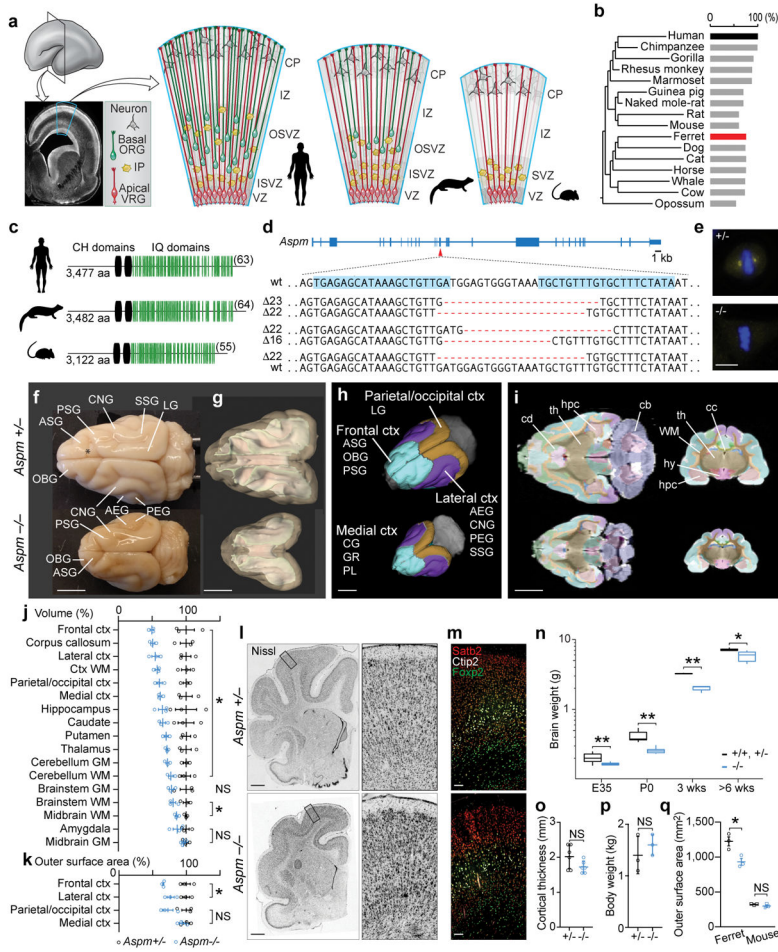 a
Neuron
Basal
ORG
IP
Apical
VRG
CP
IZ
OSVZ
ISVZ
VZ
CP
IZ
OSVZ
ISVZ
VZ
CP
IZ
SVZ
VZ
b
0 100 (%)
Human
Chimpanzee
Gorilla
Rhesus monkey
Marmoset
Guinea pig
Naked mole-rat
Rat
Mouse
Ferret
Dog
Cat
Horse
Whale
Cow
Opossum
c
CH domains IQ domains
3,477 aa (63)
3,482 aa (64)
3,122 aa (55)
d
Aspm
1 kb
wt ..AGTGAGAGCATAAAGCTGTTGATGGAGTGGGTAAATGCTGTTTGTGCTTTCTATAAT..
Δ23 ..AGTGAGAGCATAAAGCTGTTG-----------------------TGCTTTCTATAAT..
Δ22 ..AGTGAGAGCATAAAGCTGTT----------------------TGTGCTTTCTATAAT..
Δ22 ..AGTGAGAGCATAAAGCTGTTGATG----------------------CTTTCTATAAT..
Δ16 ..AGTGAGAGCATAAAGCTGTTG----------------CTGTTTGTGCTTTCTATAAT..
Δ22 ..AGTGAGAGCATAAAGCTGTT----------------------TGTGCTTTCTATAAT..
wt ..AGTGAGAGCATAAAGCTGTTGATGGAGTGGGTAAATGCTGTTTGTGCTTTCTATAAT..
e
+/-
-/-
f
Aspm +/−
ASG
PSG
CNG
SSG
LG
OBG
CNG
AEG
PEG
PSG
OBG
ASG
Aspm −/−
g
h
Parietal/occipital ctx
LG
Frontal ctx
ASG
OBG
PSG
Lateral ctx
AEG
CNG
PEG
SSG
Medial ctx
CG
GR
PL
i
cd
th
hpc
cb
th
cc
WM
hy
hpc
j
Volume (%)
0 100
Frontal ctx
Corpus callosum
Lateral ctx
Ctx WM
Parietal/occipital ctx
Medial ctx
Hippocampus
Caudate
Putamen
Thalamus
Cerebellum GM
Cerebellum WM
Brainstem GM
Brainstem WM
Midbrain WM
Amygdala
Midbrain GM
*
NS
*
NS
k
Outer surface area (%)
0 100
Frontal ctx
Lateral ctx
Parietal/occipital ctx
Medial ctx
*
NS
Aspm+/− Aspm−/−
l
Nissl
Aspm +/−
Aspm −/−
m
Satb2
Ctip2
Foxp2
n
Brain weight (g)
10
1
**
**
**
*
+/+, +/-
-/-
E35 P0 3 wks >6 wks
o
Cortical thickness (mm)
3
2
1
0
NS
+/- -/-
p
Body weight (kg)
2
1
0
NS
+/- -/-
q
Outer surface area (mm2)
1,500
1,000
500
0
*
NS
Ferret Mouse